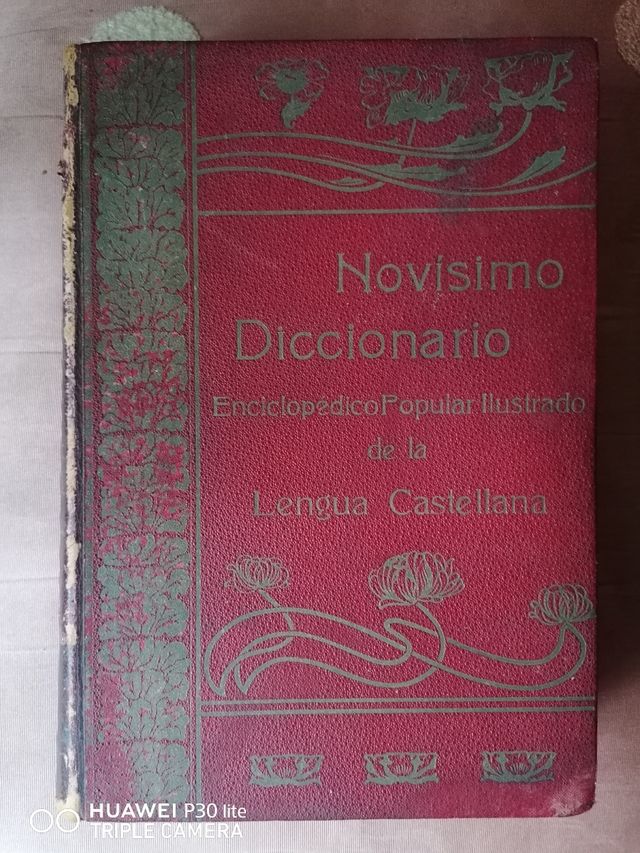 Novísimo
Diccionario
Enciclopédico Popular Ilustrado
de la
Lengua Castellana
HUAWEI P30 lite
TRIPLE CAMERA